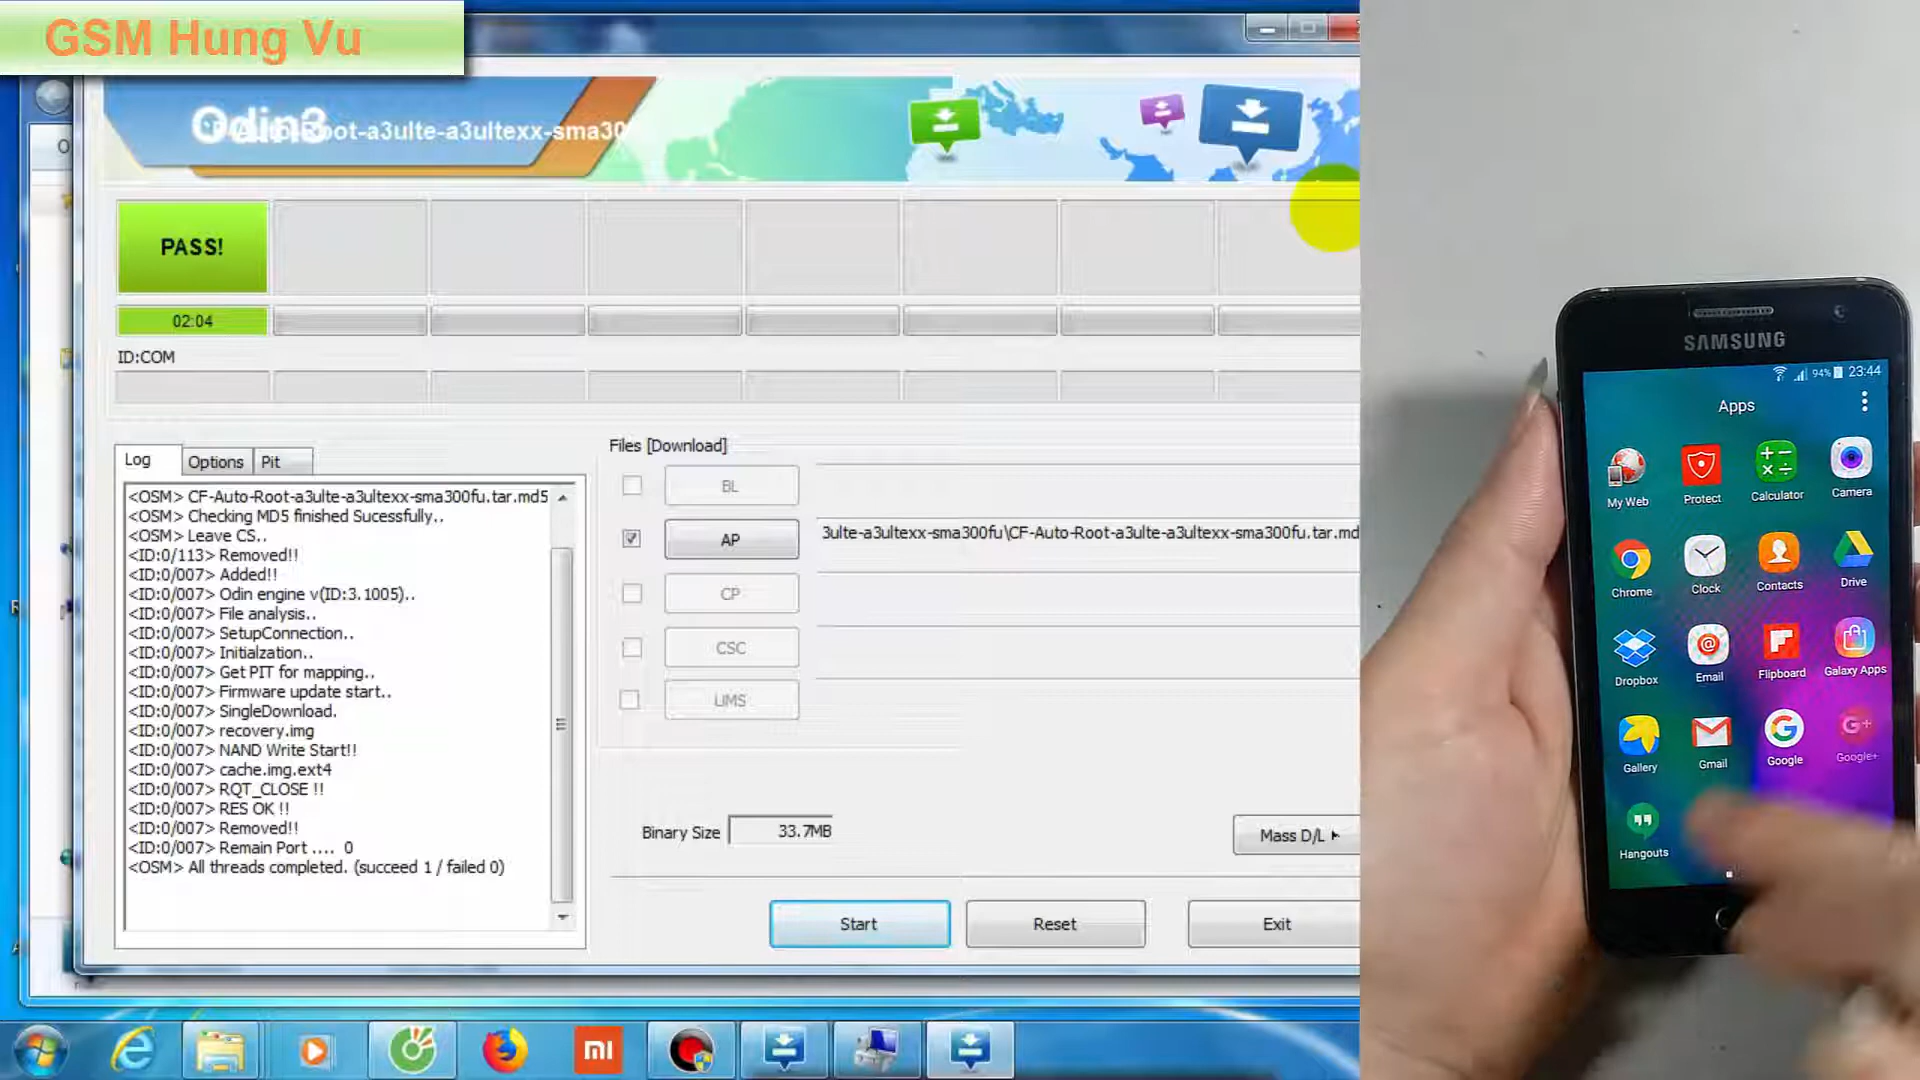 GSM Hung Vu
Odin3
Auto-Root-a3ulte-a3ultexx-sma30
PASS!
02:04
ID:COM
Log
Options
Pit
<OSM> CF-Auto-Root-a3ulte-a3ultexx-sma300fu.tar.md5
<OSM> Checking MD5 finished Sucessfully..
<OSM> Leave CS..
<ID:0/113> Removed!!
<ID:0/007> Added!!
<ID:0/007> Odin engine v(ID:3.1005)..
<ID:0/007> File analysis..
<ID:0/007> SetupConnection..
<ID:0/007> Initialzation..
<ID:0/007> Get PIT for mapping..
<ID:0/007> Firmware update start..
<ID:0/007> SingleDownload.
<ID:0/007> recovery.img
<ID:0/007> NAND Write Start!!
<ID:0/007> cache.img.ext4
<ID:0/007> RQT_CLOSE !!
<ID:0/007> RES OK !!
<ID:0/007> Removed!!
<ID:0/007> Remain Port .... 0
<OSM> All threads completed. (succeed 1 / failed 0)
Files [Download]
BL
AP
3ulte-a3ultexx-sma300fu\CF-Auto-Root-a3ulte-a3ultexx-sma300fu.tar.md
CP
CSC
UMS
Binary Size
33.7MB
Mass D/L
Start
Reset
Exit
mi
SAMSUNG
94%
23:44
Apps
My Web
Protect
Calculator
Camera
Chrome
Clock
Contacts
Drive
Dropbox
Email
Flipboard
Galaxy Apps
Gallery
Gmail
Google
Google+
Hangouts